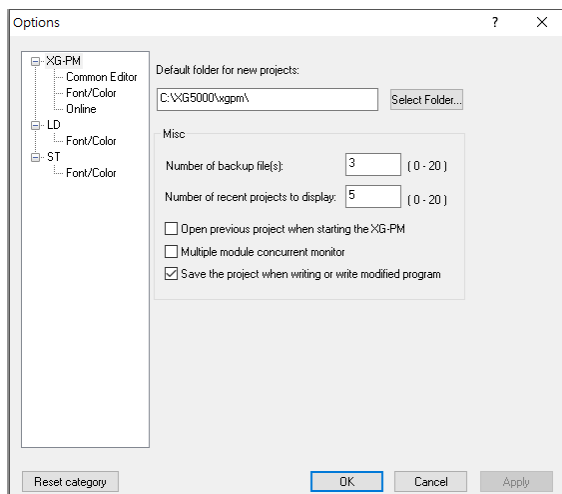 Options
?
XG-PM
Common Editor
Font/Color
Online
LD
Font/Color
ST
Font/Color
Default folder for new projects:
C:\XG5000\xgpm\
Select Folder...
Misc
Number of backup file(s): 3 ( 0 - 20 )
Number of recent projects to display: 5 ( 0 - 20 )
Open previous project when starting the XG-PM
Multiple module concurrent monitor
Save the project when writing or write modified program
Reset category
OK
Cancel
Apply